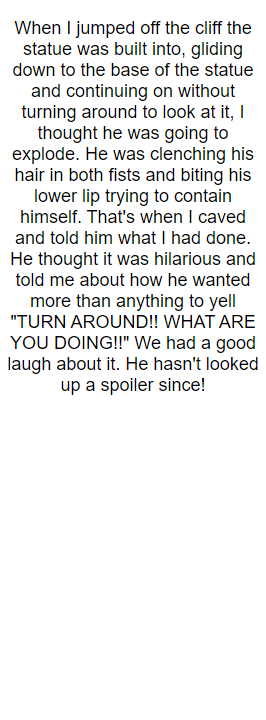 When I jumped off the cliff the
statue was built into, gliding
down to the base of the statue
and continuing on without
turning around to look at it, I
thought he was going to
explode. He was clenching his
hair in both fists and biting his
lower lip trying to contain
himself. That's when I caved
and told him what I had done.
He thought it was hilarious and
told me about how he wanted
more than anything to yell
"TURN AROUND!! WHAT ARE
YOU DOING!!" We had a good
laugh about it. He hasn't looked
up a spoiler since!